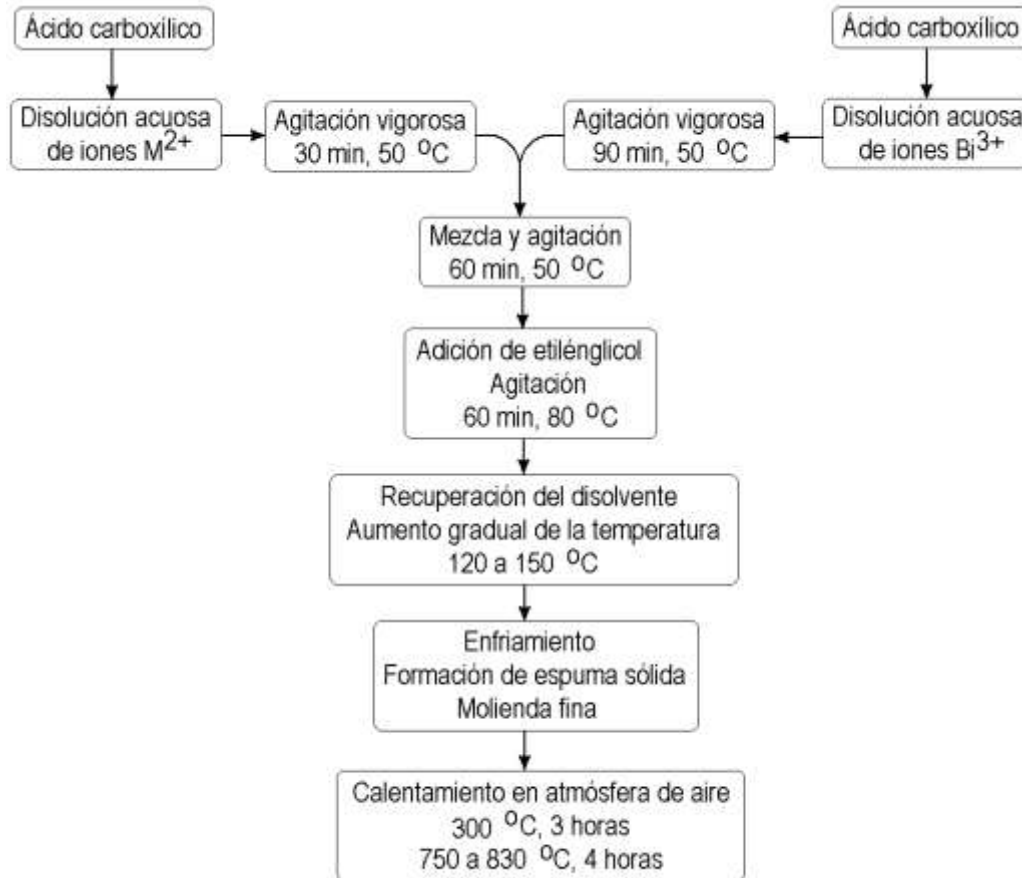 Ácido carboxílico
Ácido carboxílico
Disolución acuosa
de iones M2+
Agitación vigorosa
30 min, 50 ºC
Agitación vigorosa
90 min, 50 ºC
Disolución acuosa
de iones Bi3+
Mezcla y agitación
60 min, 50 ºC
Adición de etilénglicol
Agitación
60 min, 80 ºC
Recuperación del disolvente
Aumento gradual de la temperatura
120 a 150 ºC
Enfriamiento
Formación de espuma sólida
Molienda fina
Calentamiento en atmósfera de aire
300 ºC, 3 horas
750 a 830 ºC, 4 horas